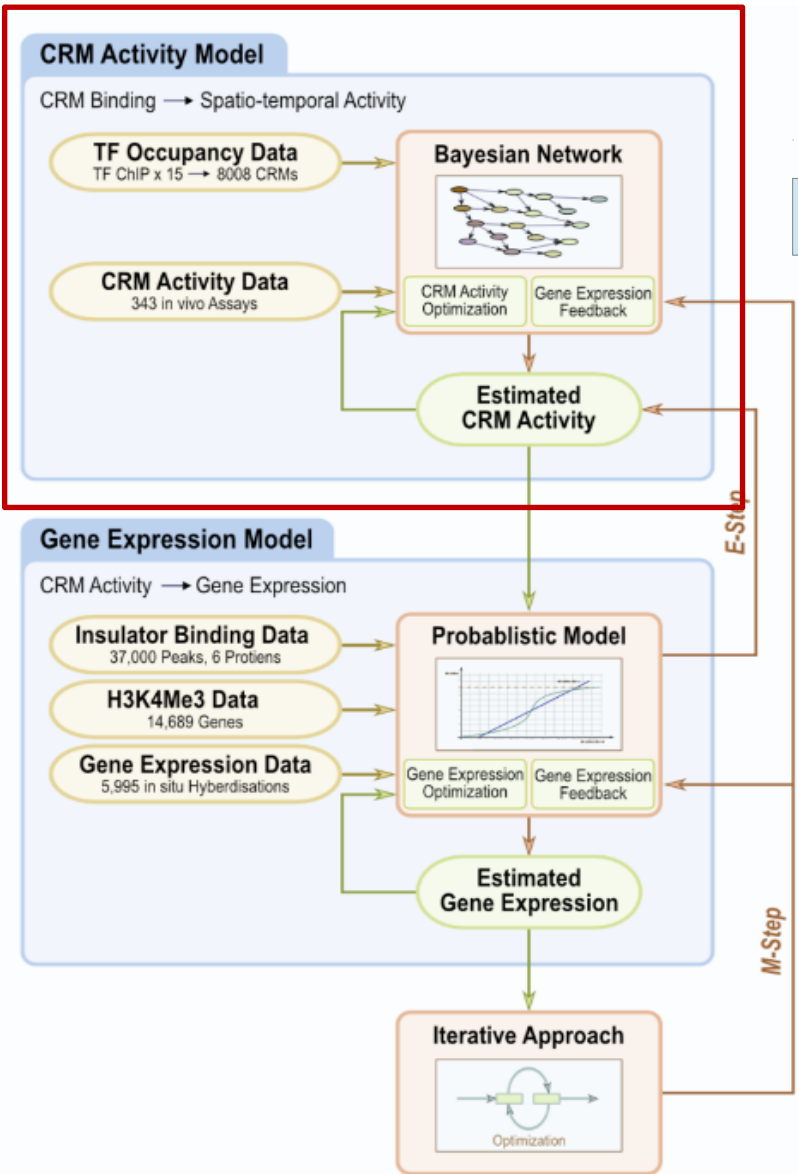 CRM Activity Model
CRM Binding → Spatio-temporal Activity
TF Occupancy Data
TF ChIP x 15 → 8008 CRMs
Bayesian Network
CRM Activity Data
343 in vivo Assays
CRM Activity
Optimization
Gene Expression
Feedback
Estimated
CRM Activity
E-Step
Gene Expression Model
CRM Activity → Gene Expression
Insulator Binding Data
37,000 Peaks, 6 Protiens
Probablistic Model
H3K4Me3 Data
14,689 Genes
Gene Expression Data
5,995 in situ Hyberdisations
Gene Expression
Optimization
Gene Expression
Feedback
Estimated
Gene Expression
M-Step
Iterative Approach
Optimization